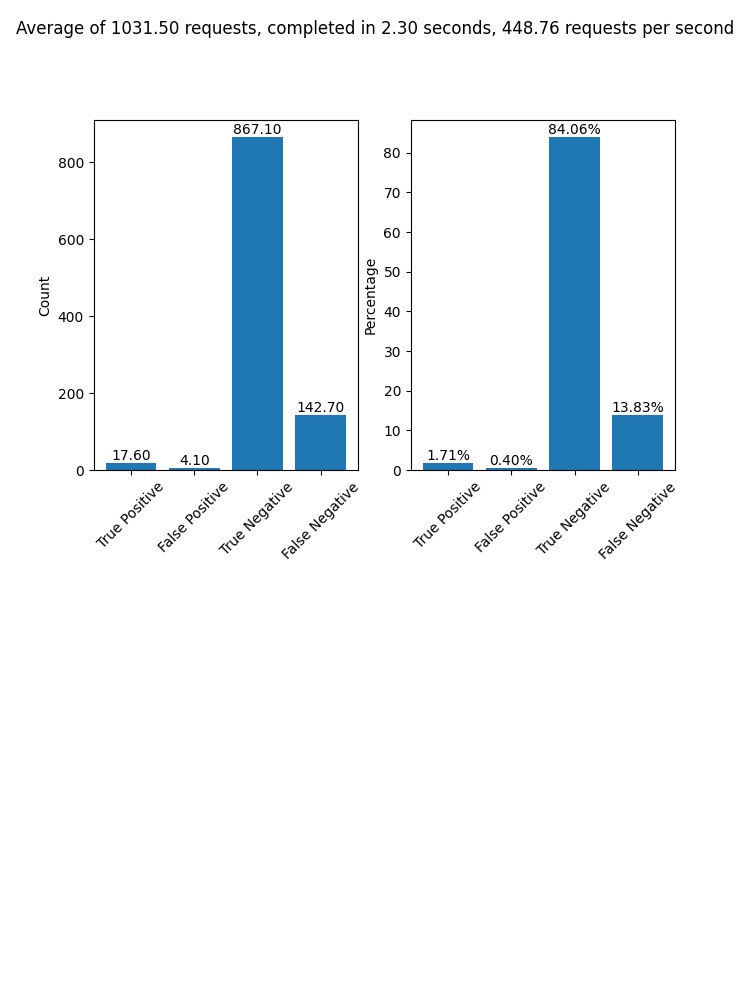 Average of 1031.50 requests, completed in 2.30 seconds, 448.76 requests per second
Count
800
600
400
200
0
17.60
4.10
867.10
142.70
True Positive
False Positive
True Negative
False Negative
Percentage
80
70
60
50
40
30
20
10
0
1.71%
0.40%
84.06%
13.83%
True Positive
False Positive
True Negative
False Negative